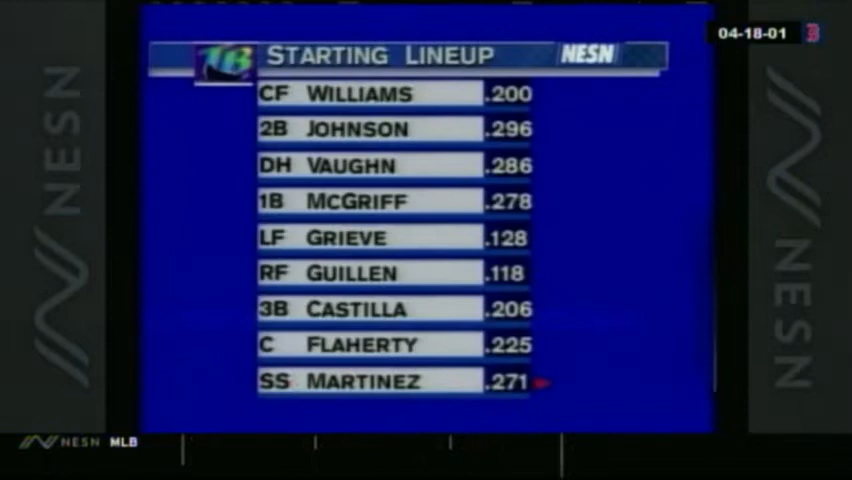 04-18-01
TB STARTING LINEUP NESN
CF WILLIAMS .200
2B JOHNSON .296
DH VAUGHN .286
1B MCGRIFF .278
LF GRIEVE .128
RF GUILLEN .118
3B CASTILLA .206
C FLAHERTY .225
SS MARTINEZ .271
NESN
NESN
NESN MLB